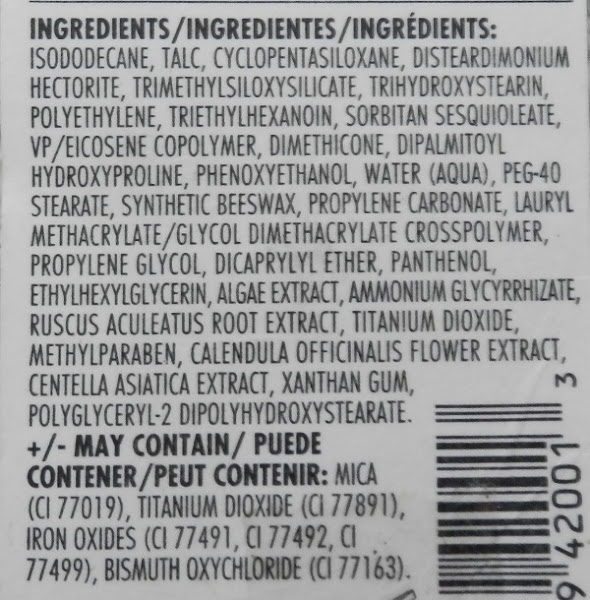 INGREDIENTS/INGREDIENTES/INGRÉDIENTS:
ISODODECANE, TALC, CYCLOPENTASILOXANE, DISTEARDIMONIUM
HECTORITE, TRIMETHYLSILOXYSILICATE, TRIHYDROXYSTEARIN,
POLYETHYLENE, TRIETHYLHEXANOIN, SORBITAN SESQUIOLEATE,
VP/EICOSENE COPOLYMER, DIMETHICONE, DIPALMITOYL
HYDROXYPROLINE, PHENOXYETHANOL, WATER (AQUA), PEG-40
STEARATE, SYNTHETIC BEESWAX, PROPYLENE CARBONATE, LAURYL
METHACRYLATE/GLYCOL DIMETHACRYLATE CROSSPOLYMER,
PROPYLENE GLYCOL, DICAPRYLYL ETHER, PANTHENOL,
ETHYLHEXYLGLYCERIN, ALGAE EXTRACT, AMMONIUM GLYCYRRHIZATE,
RUSCUS ACULEATUS ROOT EXTRACT, TITANIUM DIOXIDE,
METHYLPARABEN, CALENDULA OFFICINALIS FLOWER EXTRACT,
CENTELLA ASIATICA EXTRACT, XANTHAN GUM,
POLYGLYCERYL-2 DIPOLYHYDROXYSTEARATE.
+/- MAY CONTAIN/ PUEDE
CONTENER/PEUT CONTENIR: MICA
(CI 77019), TITANIUM DIOXIDE (CI 77891),
IRON OXIDES (CI 77491, CI 77492, CI
77499), BISMUTH OXYCHLORIDE (CI 77163).
9 42001 3